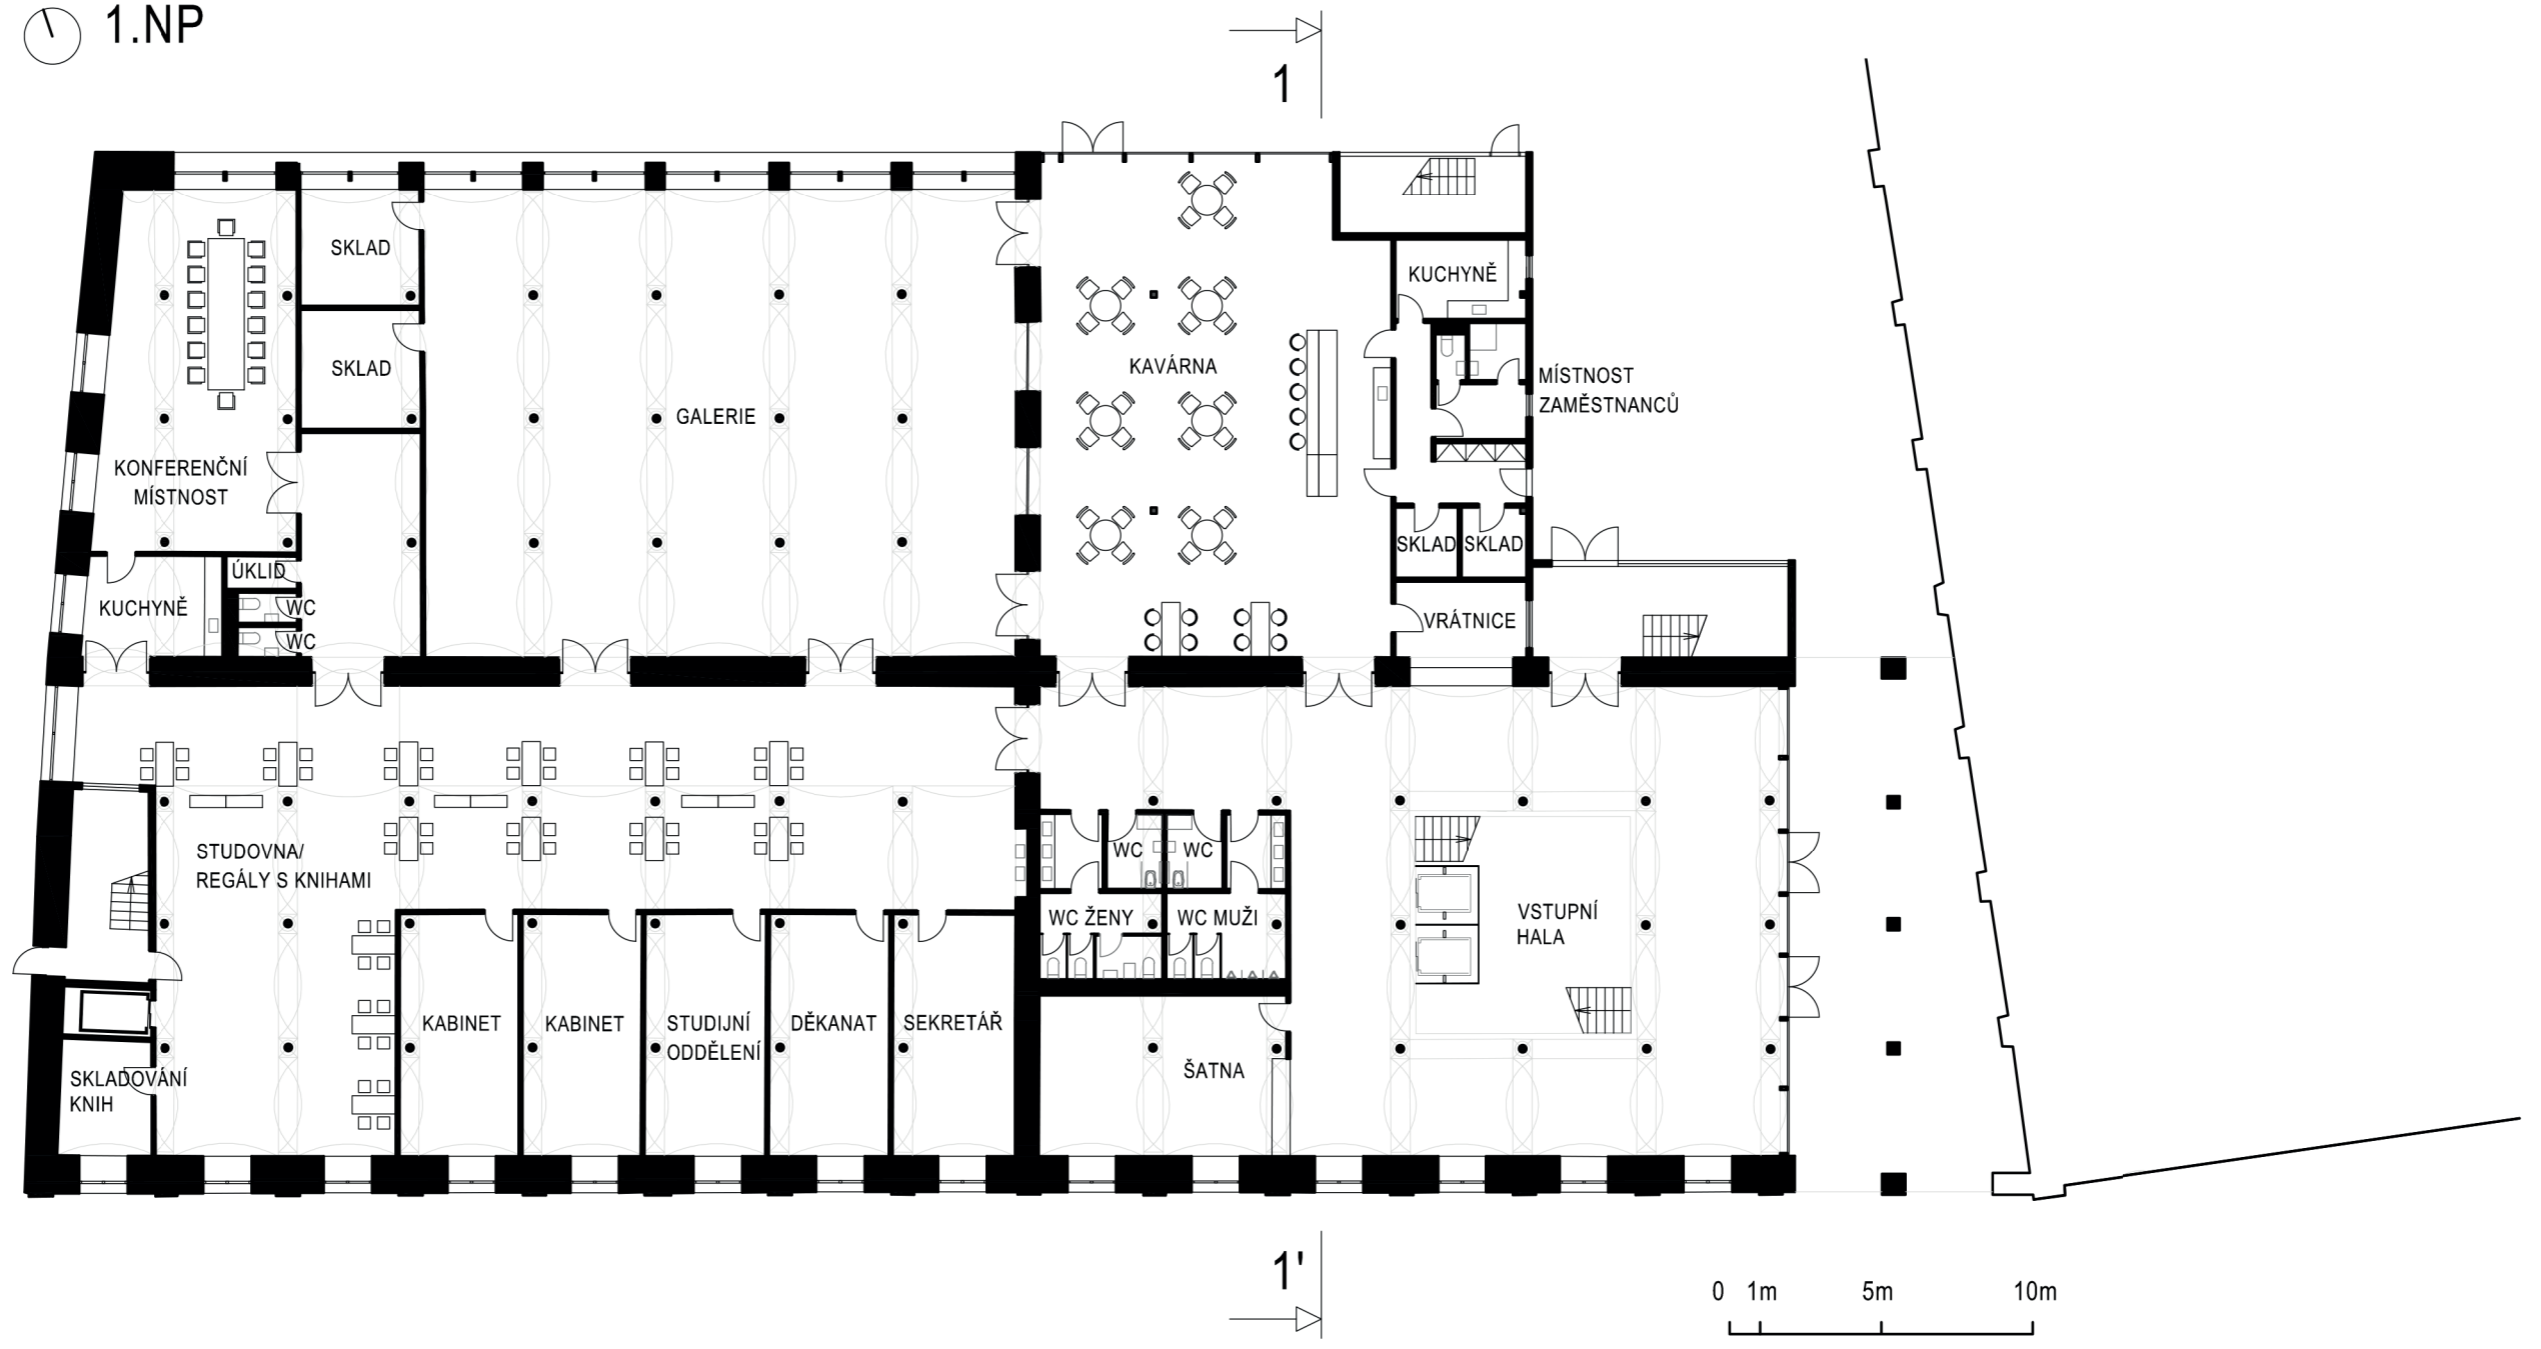 1.NP
1
SKLAD
KUCHYNĚ
SKLAD
KAVÁRNA
MÍSTNOST
ZAMĚSTNANCŮ
GALERIE
KONFERENČNÍ
MÍSTNOST
SKLAD
SKLAD
ÚKLID
KUCHYNĚ
WC
WC
VRÁTNICE
STUDOVNA/
REGÁLY S KNIHAMI
WC
WC
WC ŽENY
WC MUŽI
VSTUPNÍ
HALA
KABINET
KABINET
STUDIJNÍ
ODDĚLENÍ
DĚKANAT
SEKRETÁŘ
ŠATNA
SKLADOVÁNÍ
KNIH
1'
0 1m 5m 10m